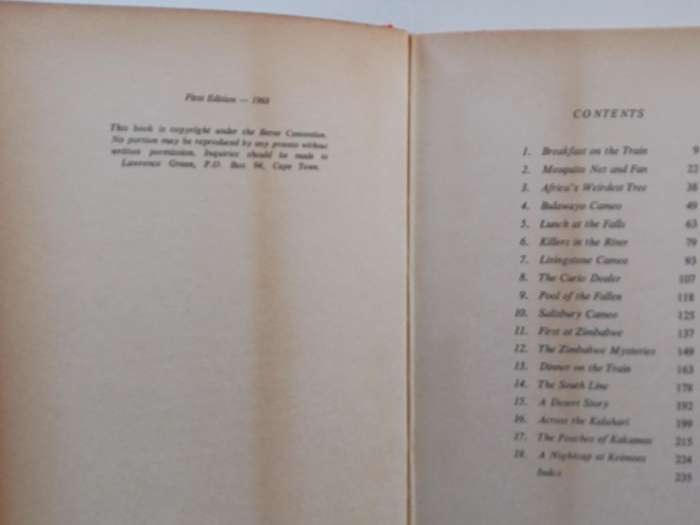 First Edition — 1968
This book is copyright under the Berne Convention.
No portion may be reproduced by any process without
written permission. Inquiries should be made to
Lawrence Green, P.O. Box 94, Cape Town.
CONTENTS
1. Breakfast on the Train 9
2. Mosquito Net and Fan 22
3. Africa's Weirdest Tree 38
4. Bulawayo Cameo 49
5. Lunch at the Falls 63
6. Killers in the River 79
7. Livingstone Cameo 93
8. The Curio Dealer 107
9. Pool of the Fallen 118
10. Salisbury Cameo 125
11. First at Zimbabwe 137
12. The Zimbabwe Mysteries 149
13. Dinner on the Train 163
14. The South Line 178
15. A Desert Story 192
16. Across the Kalahari 199
17. The Peaches of Kakamas 215
18. A Nightcap at Keimoes 224
Index 235